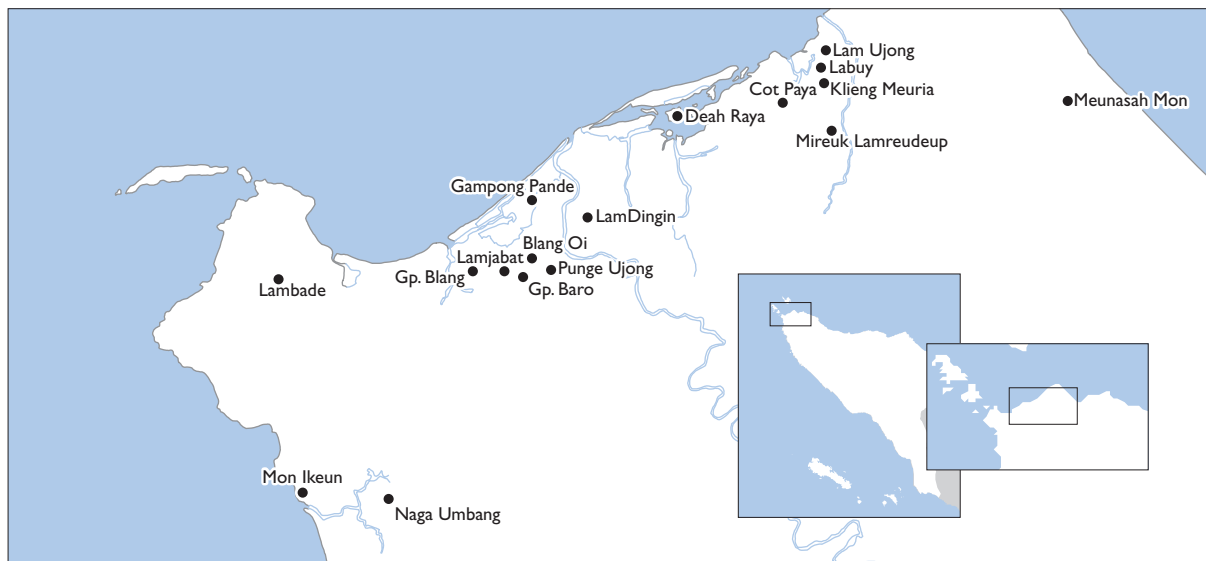 Lam Ujong
Labuy
Klieng Meuria
Cot Paya
Meunasah Mon
Deah Raya
Mireuk Lamreudeup
Gampong Pande
LamDingin
Blang Oi
Lamjabat
Punge Ujong
Gp. Blang
Gp. Baro
Lambade
Mon Ikeun
Naga Umbang